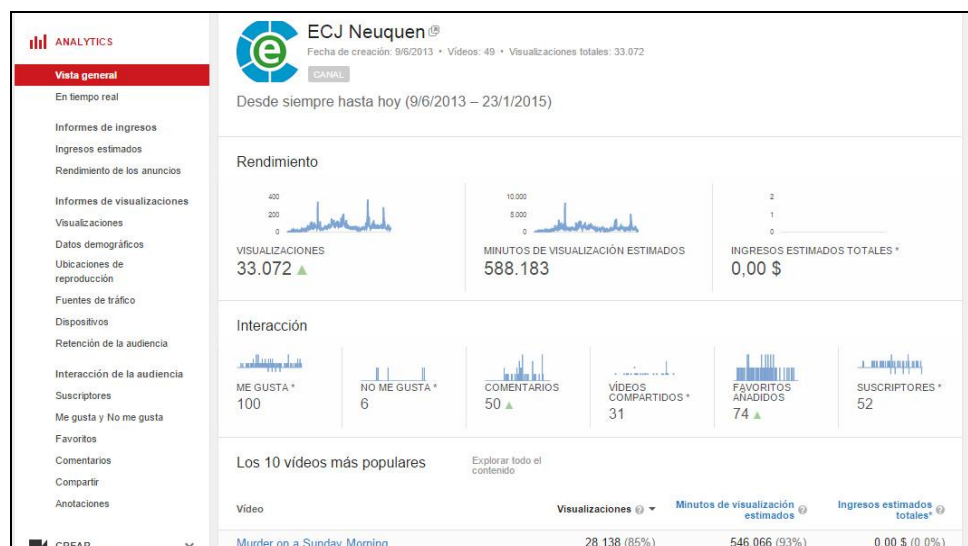 ANALYTICS
Vista general
En tiempo real
Informes de ingresos
Ingresos estimados
Rendimiento de los anuncios
Informes de visualizaciones
Visualizaciones
Datos demográficos
Ubicaciones de
reproducción
Fuentes de tráfico
Dispositivos
Retención de la audiencia
Interacción de la audiencia
Suscriptores
Me gusta y No me gusta
Favoritos
Comentarios
Compartir
Anotaciones
CREAR
e
ECJ Neuquen
Fecha de creación: 9/6/2013 • Vídeos: 49 • Visualizaciones totales: 33.072
CANAL
Desde siempre hasta hoy (9/6/2013 – 23/1/2015)
Rendimiento
400
200
0
VISUALIZACIONES
33.072
10.000
5.000
0
MINUTOS DE VISUALIZACIÓN ESTIMADOS
588.183
2
1
0
INGRESOS ESTIMADOS TOTALES *
0,00 $
Interacción
ME GUSTA *
100
NO ME GUSTA *
6
COMENTARIOS
50
VÍDEOS
COMPARTIDOS *
31
FAVORITOS
AÑADIDOS
74
SUSCRIPTORES *
52
Los 10 vídeos más populares
Explorar todo el
contenido
Vídeo
Visualizaciones
Minutos de visualización
estimados
Ingresos estimados
totales*
Murder on a Sunday Morning
28.138 (85%)
546.066 (93%)
0,00 $ (0,0%)